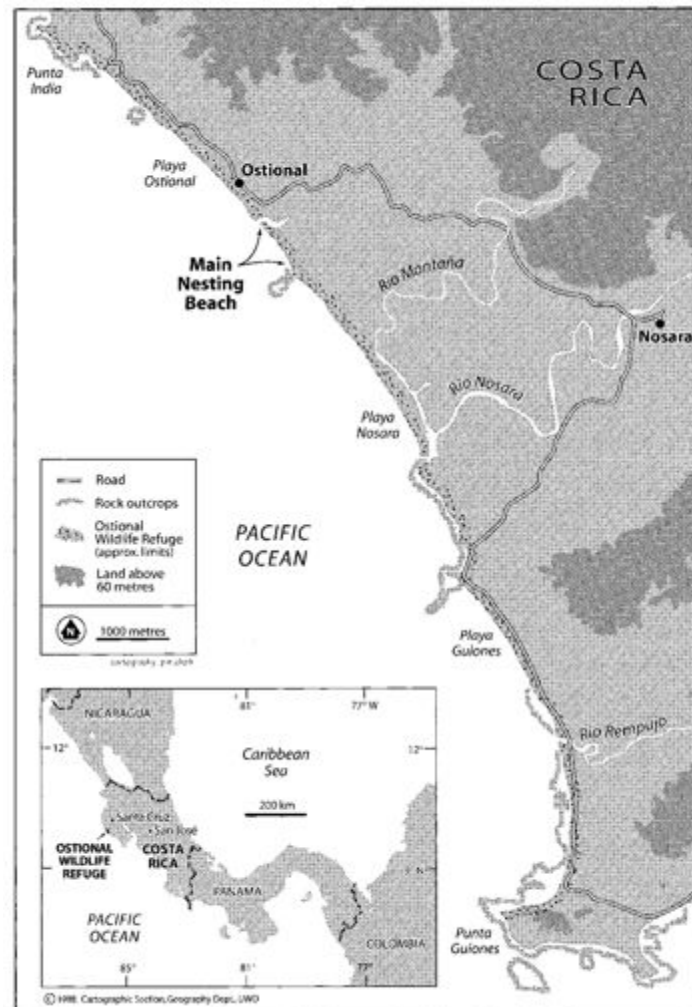 COSTA
RICA
Punta
India
Playa
Ostional
Ostional
Main
Nesting
Beach
Rio Montaña
Nosara
Rio Nosara
Playa
Nosara
Road
Rock outcrops
Ostional
Wildlife Refuge
(approx. limits)
Land above
60 metres
N
1000 metres
PACIFIC
OCEAN
Playa
Guiones
Rio Rempujo
Punta
Guiones
NICARAGUA
81°
77° W
12°
Caribbean
Sea
12°
200 km
Santa Cruz
San José
OSTIONAL
WILDLIFE
REFUGE
COSTA
RICA
PANAMA
N
PACIFIC
OCEAN
COLOMBIA
85°
81°
77°
© 1998. Cartographic Section, Geography Dept., UWO